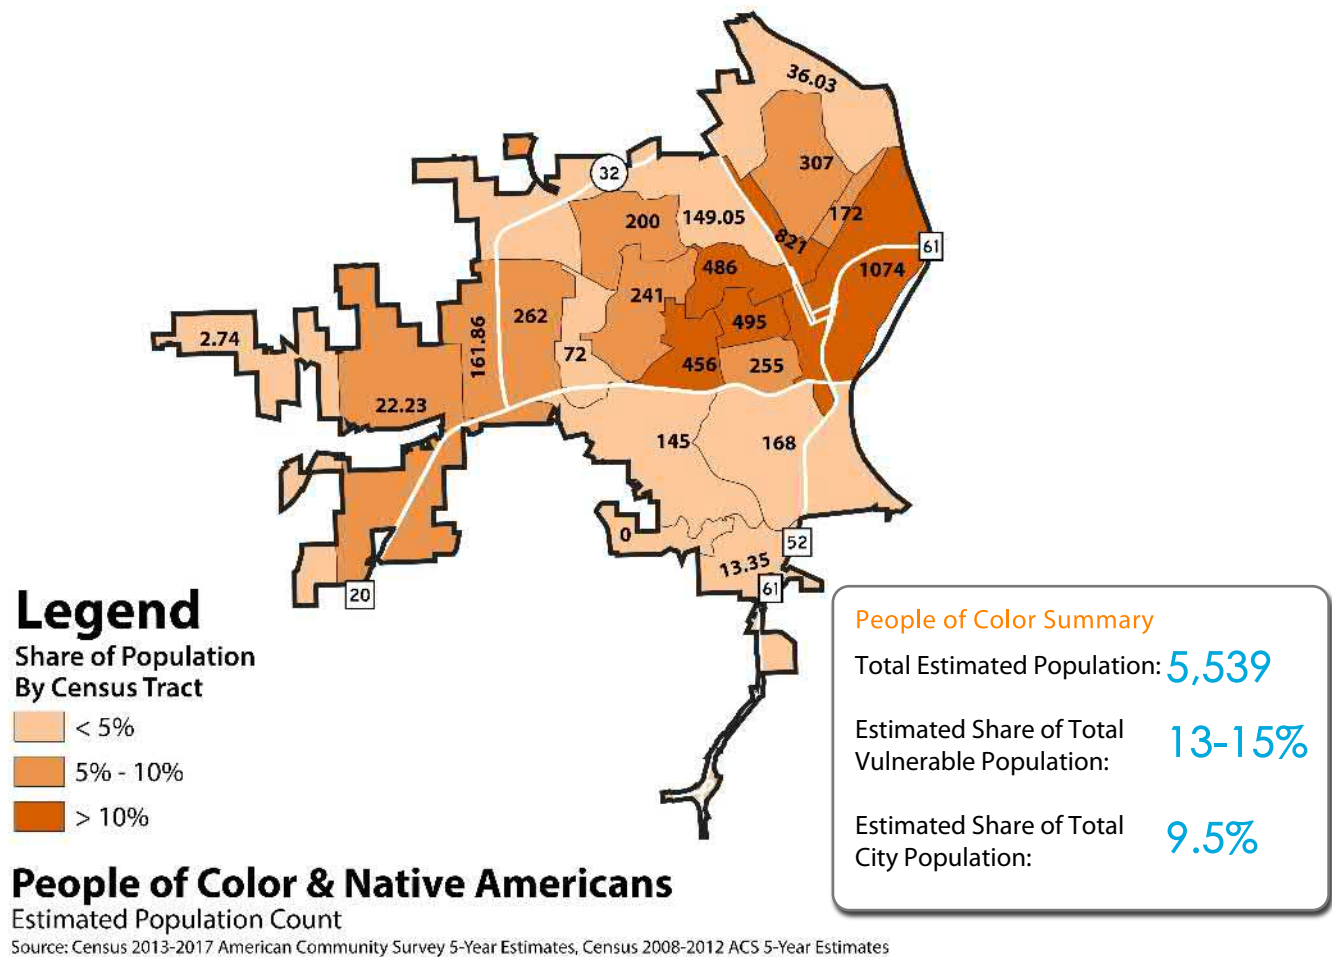 36.03
307
32
200
149.05
172
821
61
486
1074
241
262
495
2.74
161.86
72
456
255
22.23
145
168
0
52
13.35
61
20
Legend
Share of Population
By Census Tract
< 5%
5% - 10%
> 10%
People of Color Summary
Total Estimated Population: 5,539
Estimated Share of Total
Vulnerable Population: 13-15%
Estimated Share of Total
City Population: 9.5%
People of Color & Native Americans
Estimated Population Count
Source: Census 2013-2017 American Community Survey 5-Year Estimates, Census 2008-2012 ACS 5-Year Estimates